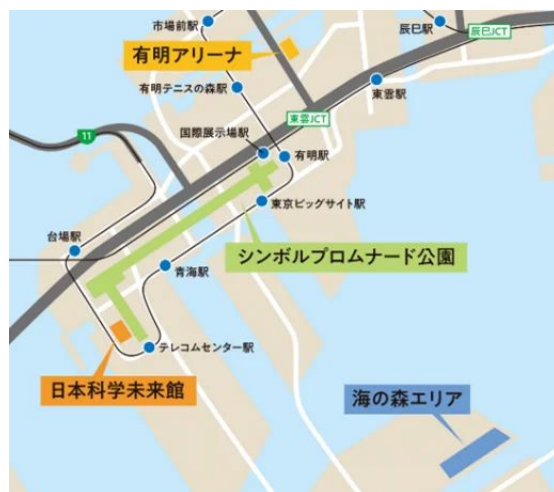 市場前駅
辰巳駅
辰巳JCT
有明アリーナ
有明テニスの森駅
東雲駅
東雲JCT
11
国際展示場駅
有明駅
東京ビッグサイト駅
台場駅
シンボルプロムナード公園
青海駅
テレコムセンター駅
日本科学未来館
海の森エリア